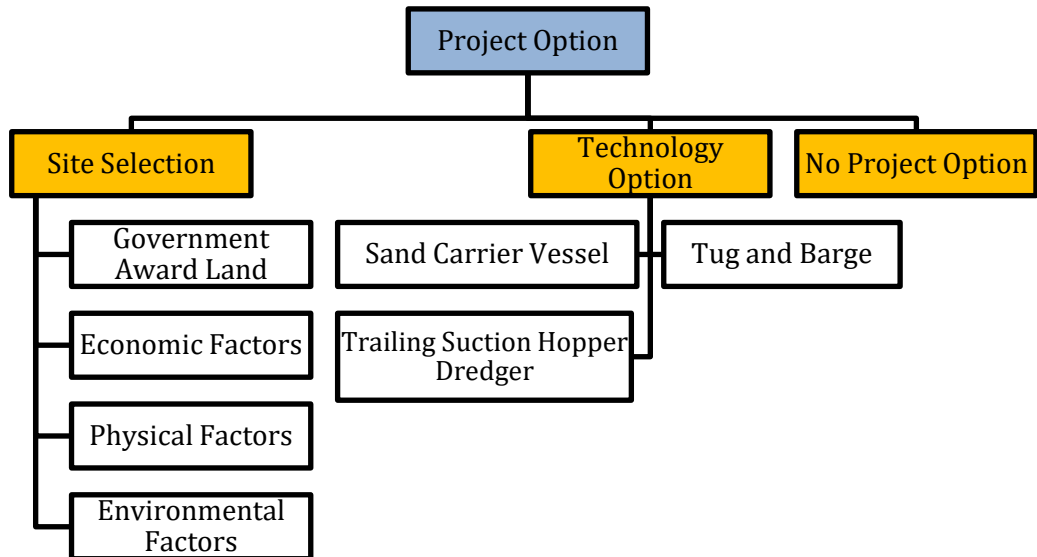 Project Option
Site Selection
Technology
Option
No Project Option
Government
Award Land
Sand Carrier Vessel
Tug and Barge
Economic Factors
Trailing Suction Hopper
Dredger
Physical Factors
Environmental
Factors